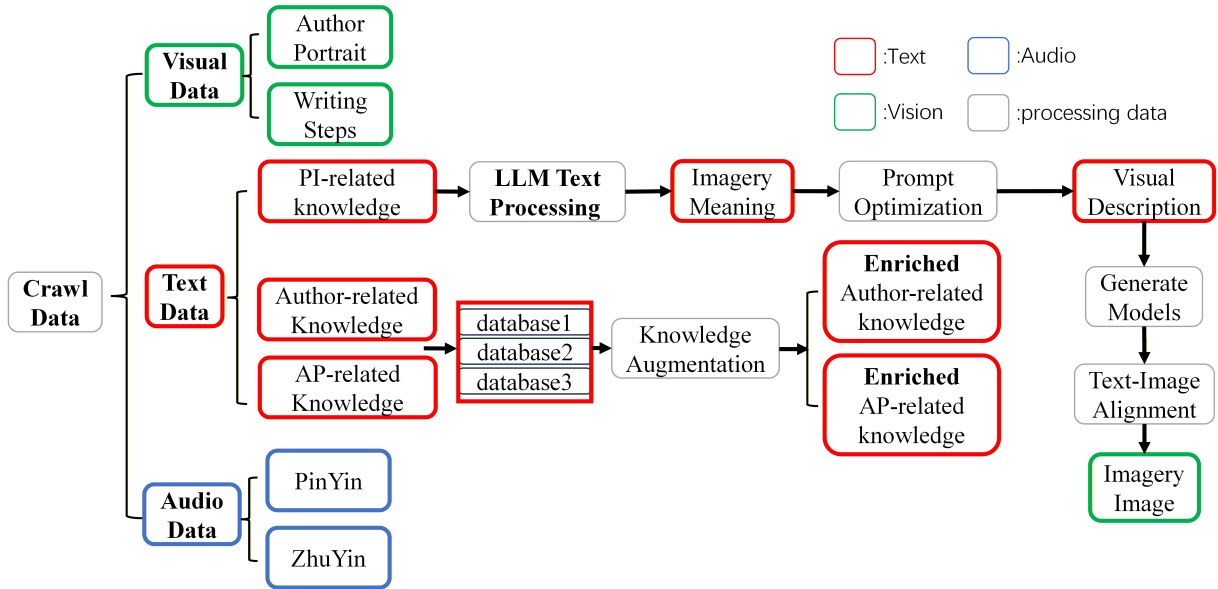 Author
Portrait
Visual
Data
Writing
Steps
:Text
:Audio
:Vision
:processing data
PI-related
knowledge
LLM Text
Processing
Imagery
Meaning
Prompt
Optimization
Visual
Description
Crawl
Data
Text
Data
Author-related
Knowledge
AP-related
Knowledge
database1
database2
database3
Knowledge
Augmentation
Enriched
Author-related
knowledge
Enriched
AP-related
knowledge
Generate
Models
Text-Image
Alignment
Imagery
Image
Audio
Data
PinYin
ZhuYin